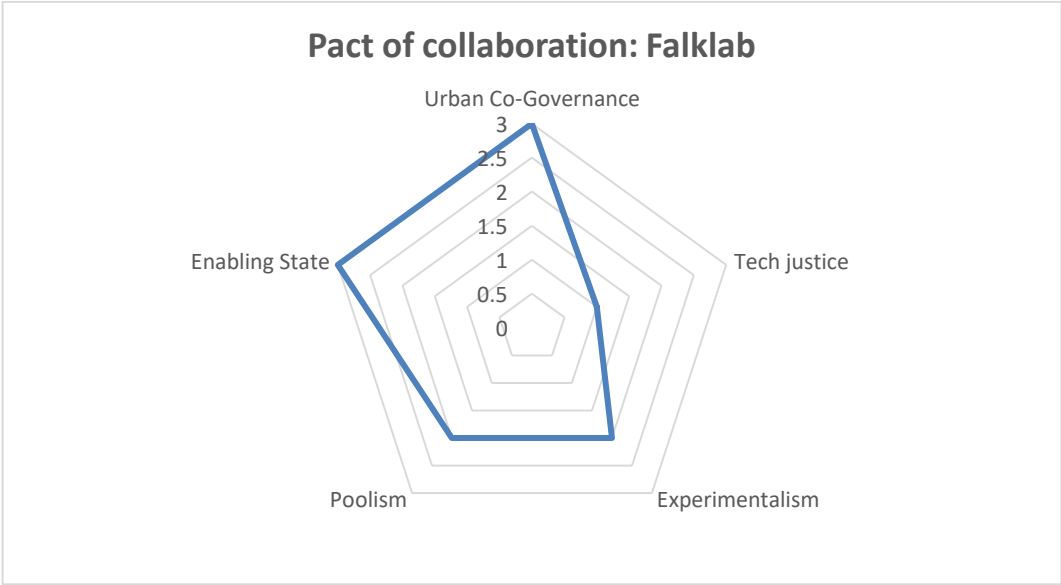 Pact of collaboration: Falklab
Urban Co-Governance
3
2.5
2
1.5
1
0.5
0
Enabling State
Tech justice
Poolism
Experimentalism